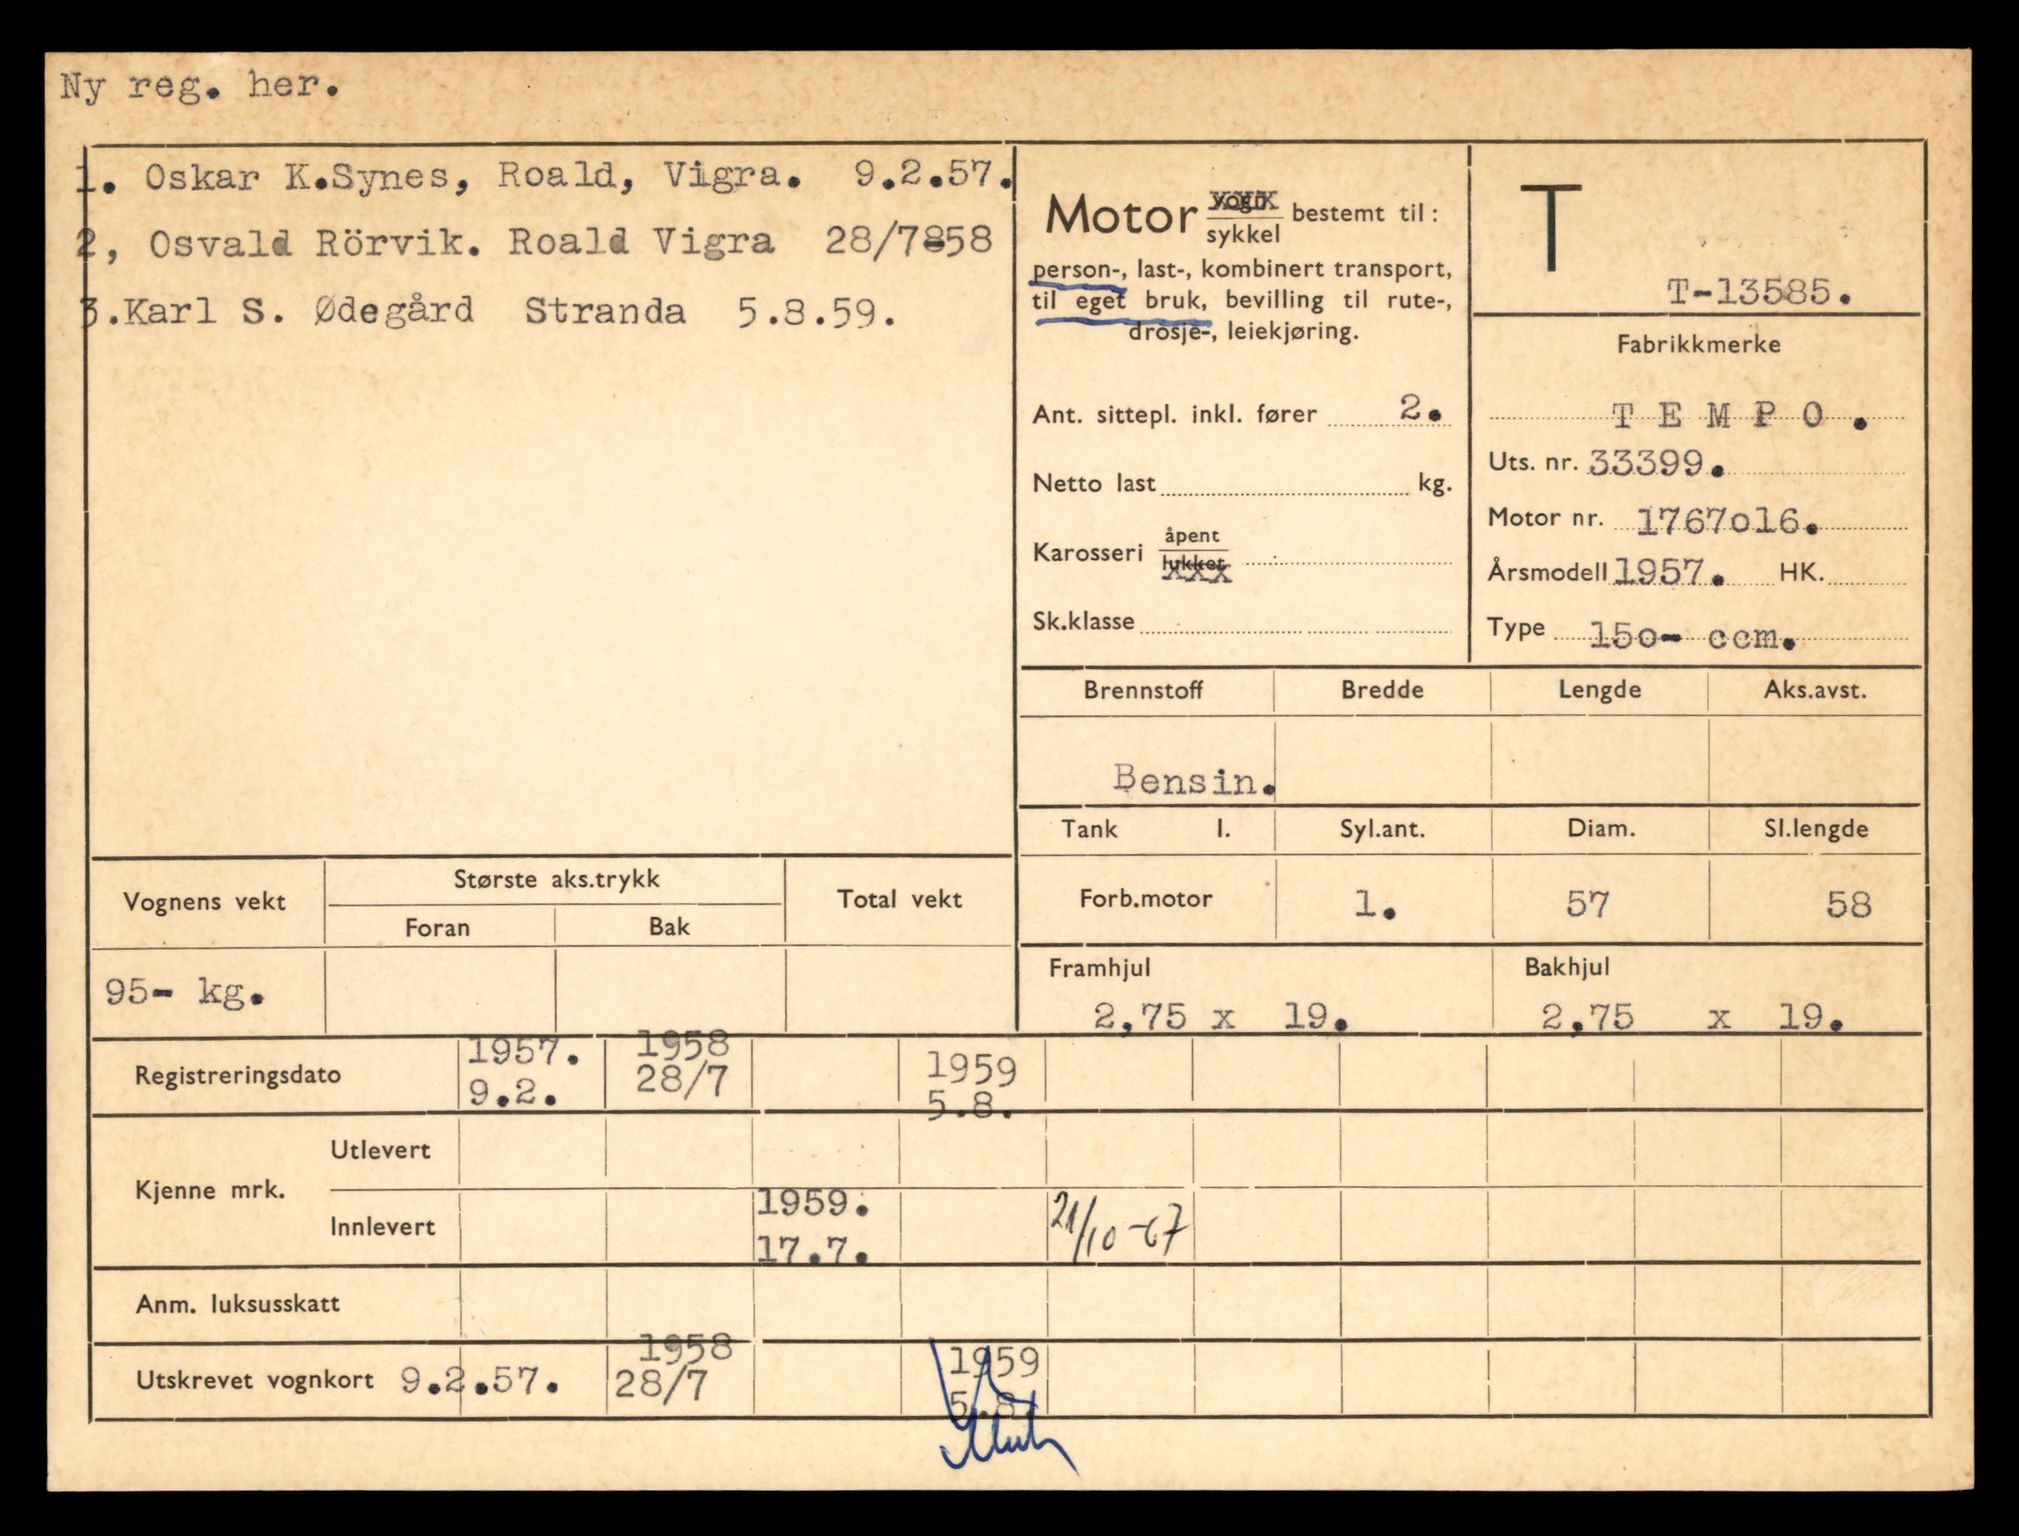 Ny reg. her.
1. Oskar K.Synes, Roald, Vigra. 9.2.57.
2, Osvald Rörvik. Roald Vigra 28/7858
3.Karl S. Ødegård Stranda 5.8.59.
Motor vogn sykkel bestemt til:
person-, last-, kombinert transport,
til eget bruk, bevilling til rute-,
drosje-, leiekjøring.
Ant. sittepl. inkl. fører 2.
Netto last kg.
Karosseri åpent lukket
Sk.klasse
T
T-13585.
Fabrikkmerke
T E M P O .
Uts. nr. 33399.
Motor nr. 1767o16.
Årsmodell 1957. HK.
Type 15o- ccm.
Brennstoff Bredde Lengde Aks.avst.
Bensin.
Tank l. Syl.ant. Diam. Sl.lengde
Forb.motor 1. 57 58
Framhjul Bakhjul
2,75 x 19. 2,75 x 19.
Vognens vekt Største aks.trykk Total vekt
Foran Bak
95- kg.
Registreringsdato 1957. 1958 1959
9.2. 28/7 5.8.
Kjenne mrk. Utlevert
Innlevert 1959. 21/10-67
17.7.
Anm. luksusskatt
Utskrevet vognkort 9.2.57. 1958 1959
28/7 5.8.